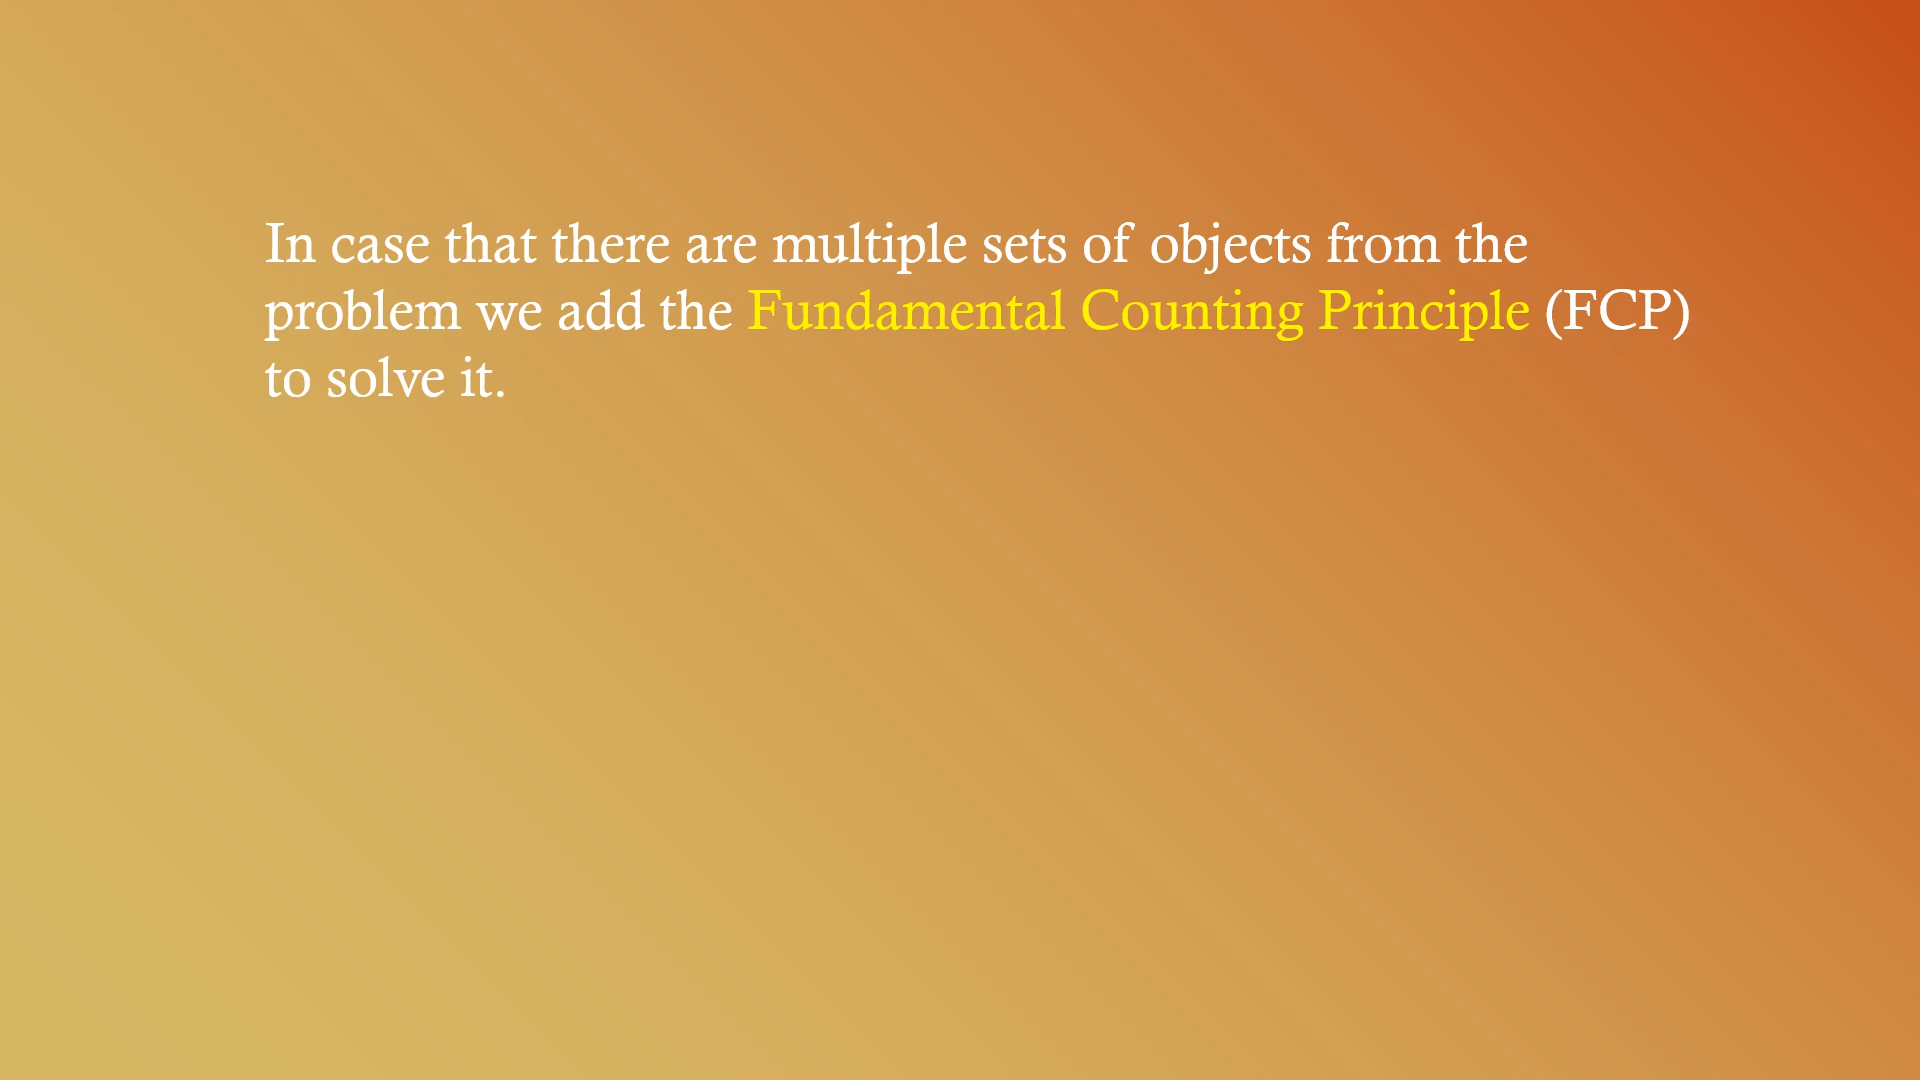 In case that there are multiple sets of objects from the
problem we add the Fundamental Counting Principle (FCP)
to solve it.